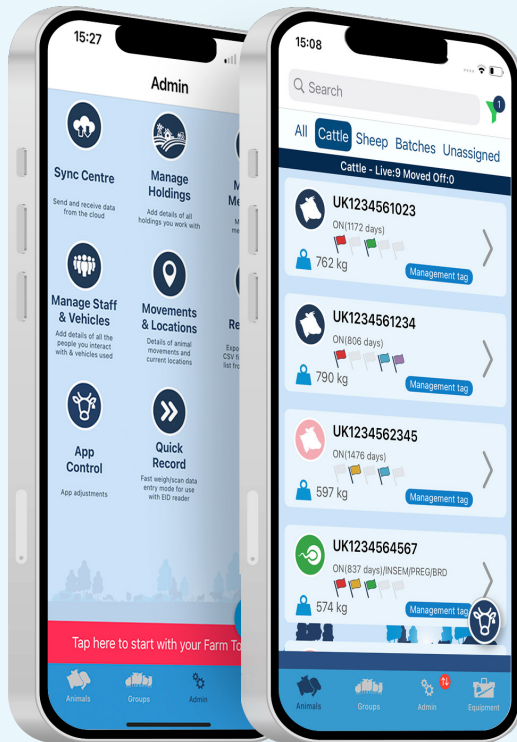 15:27
Admin
Sync Centre
Send and receive data
from the cloud
Manage
Holdings
Add details of all
holdings you work with
Manage Staff
& Vehicles
Add details of all the
people you interact
with & vehicles used
Movements
& Locations
Details of animal
movements and
current locations
App
Control
App adjustments
Quick
Record
Fast weigh/scan data
entry mode for use
with EID reader
Tap here to start with your Farm
Animals
Groups
Admin
15:08
Search
1
All Cattle Sheep Batches Unassigned
Cattle - Live:9 Moved Off:0
UK1234561023
ON(1172 days)
762 kg
Management tag
UK1234561234
ON(806 days)
790 kg
Management tag
UK1234562345
ON(1476 days)
597 kg
Management tag
UK1234564567
ON(837 days)/INSEM/PREG/BRD
574 kg
Management tag
Animals
Groups
Admin
Equipment